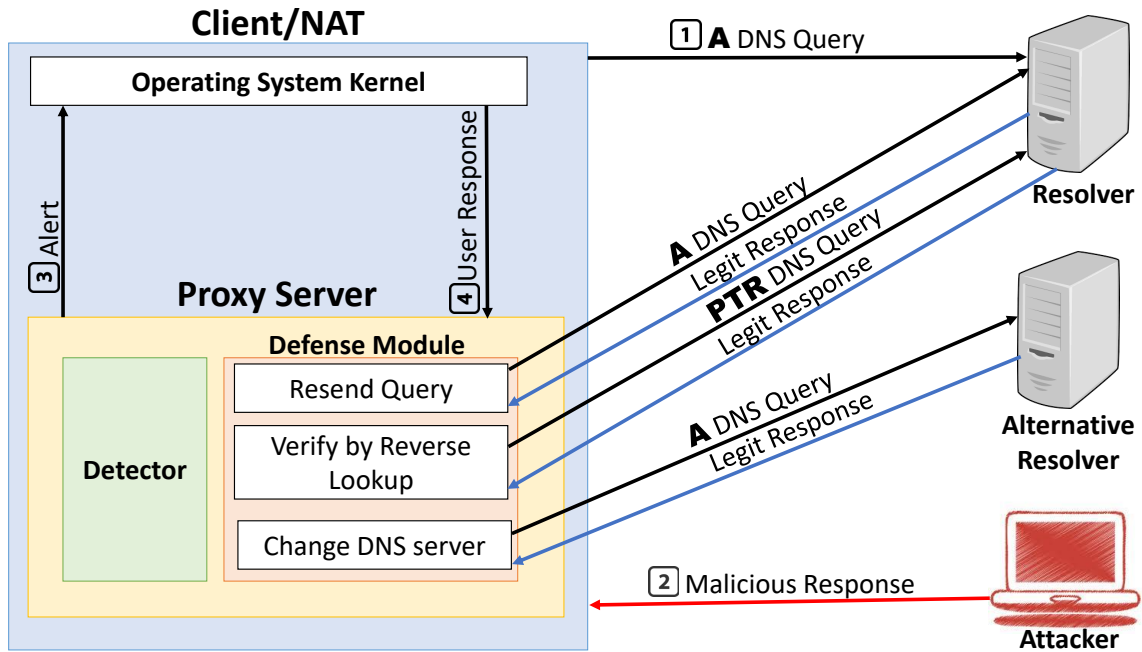 Client/NAT
1 A DNS Query
Operating System Kernel
Resolver
3 Alert
4 User Response
A DNS Query
Legit Response
PTR DNS Query
Legit Response
Proxy Server
Defense Module
Resend Query
Verify by Reverse
Lookup
Change DNS server
Detector
A DNS Query
Legit Response
Alternative
Resolver
2 Malicious Response
Attacker